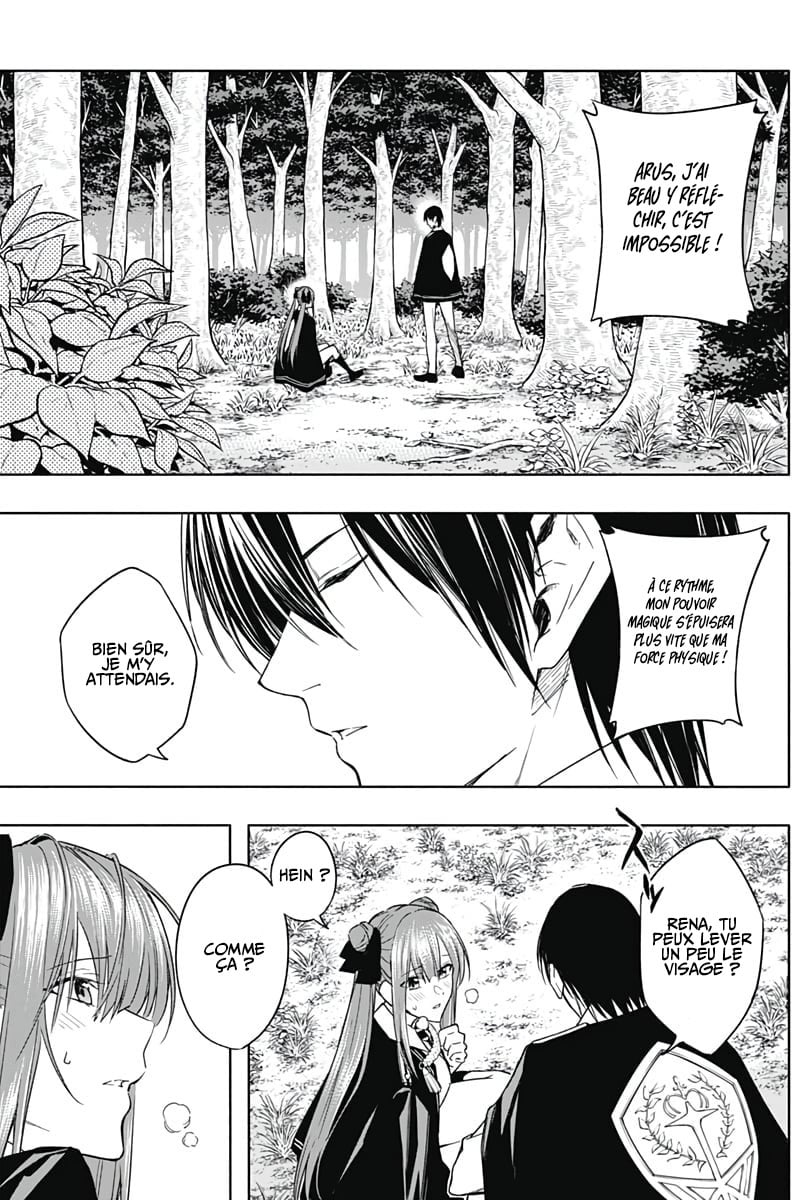 ARUS, J'AI
BEAU Y RÉFLÉ-
CHIR, C'EST
IMPOSSIBLE !
À CE RYTHME,
MON POUVOIR
MAGIQUE S'ÉPUISERA
PLUS VITE QUE MA
FORCE PHYSIQUE !
BIEN SÛR,
JE M'Y
ATTENDAIS.
RENA, TU
PEUX LEVER
UN PEU LE
VISAGE ?
HEIN ?
COMME
ÇA ?